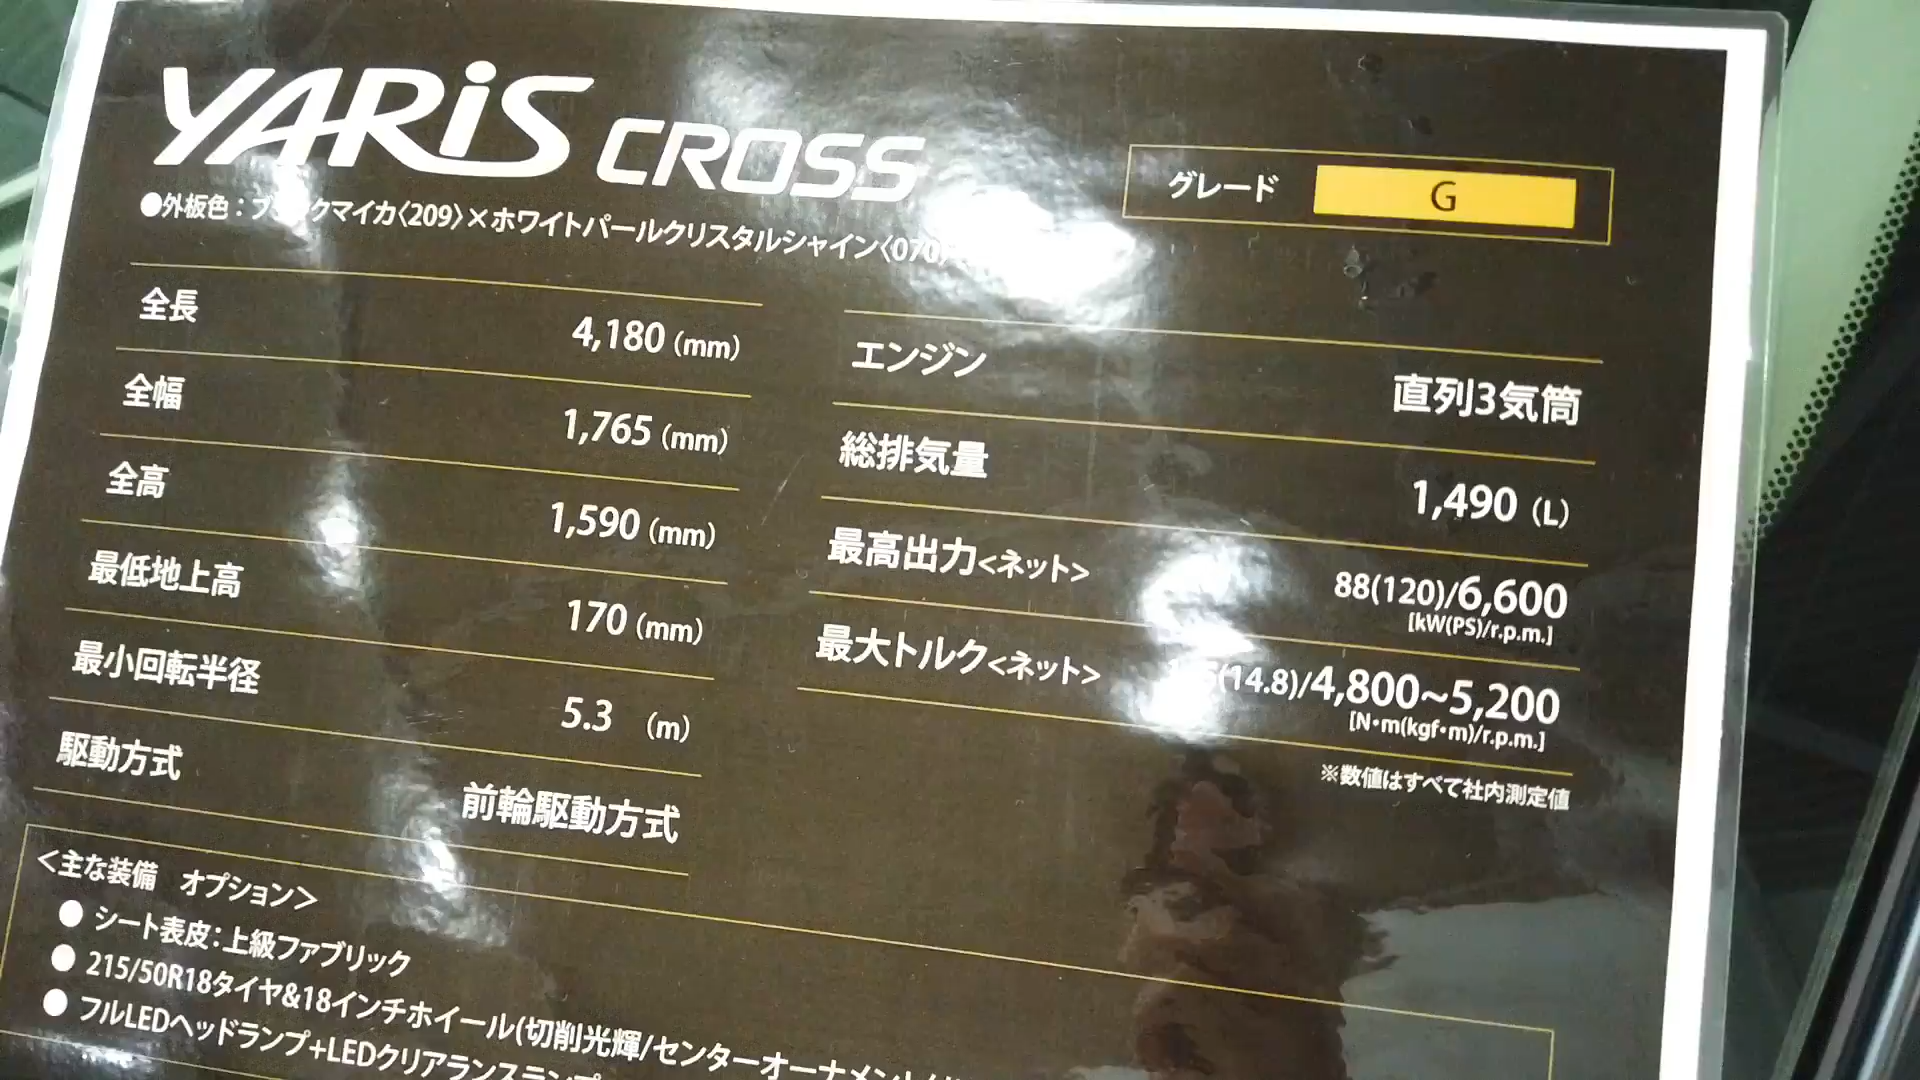 YARiS CROSS
グレード G
●外板色：ブラックマイカ〈209〉×ホワイトパールクリスタルシャイン〈070〉
全長 4,180（mm）
全幅 1,765（mm）
全高 1,590（mm）
最低地上高 170（mm）
最小回転半径 5.3 （m）
駆動方式 前輪駆動方式
エンジン 直列3気筒
総排気量 1,490（L）
最高出力<ネット> 88(120)/6,600
[kW(PS)/r.p.m.]
最大トルク<ネット> (14.8)/4,800~5,200
[N・m(kgf・m)/r.p.m.]
※数値はすべて社内測定値
＜主な装備 オプション＞
● シート表皮：上級ファブリック
● 215/50R18タイヤ&18インチホイール(切削光輝/センターオーナメント
● フルLEDヘッドランプ+LEDクリアランスランプ